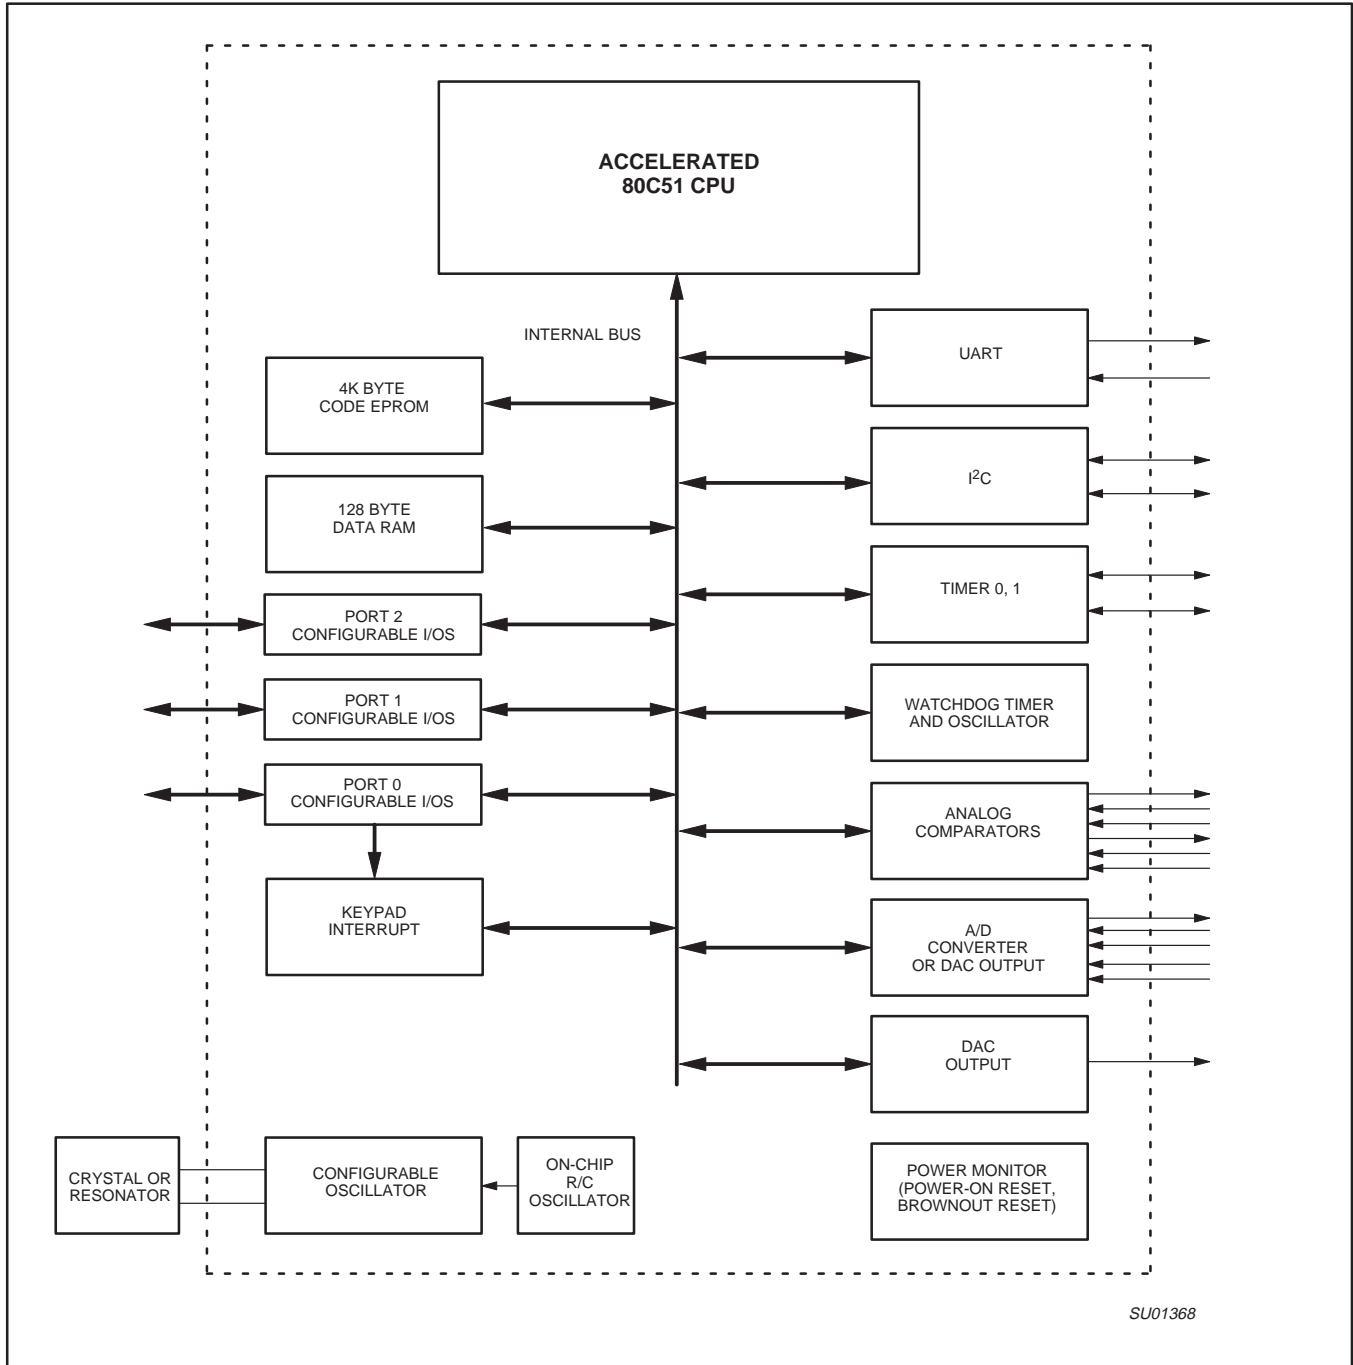 ACCELERATED
80C51 CPU
INTERNAL BUS
4K BYTE
CODE EPROM
128 BYTE
DATA RAM
PORT 2
CONFIGURABLE I/OS
PORT 1
CONFIGURABLE I/OS
PORT 0
CONFIGURABLE I/OS
KEYPAD
INTERRUPT
UART
I²C
TIMER 0, 1
WATCHDOG TIMER
AND OSCILLATOR
ANALOG
COMPARATORS
A/D
CONVERTER
OR DAC OUTPUT
DAC
OUTPUT
CRYSTAL OR
RESONATOR
CONFIGURABLE
OSCILLATOR
ON-CHIP
R/C
OSCILLATOR
POWER MONITOR
(POWER-ON RESET,
BROWNOUT RESET)
SU01368